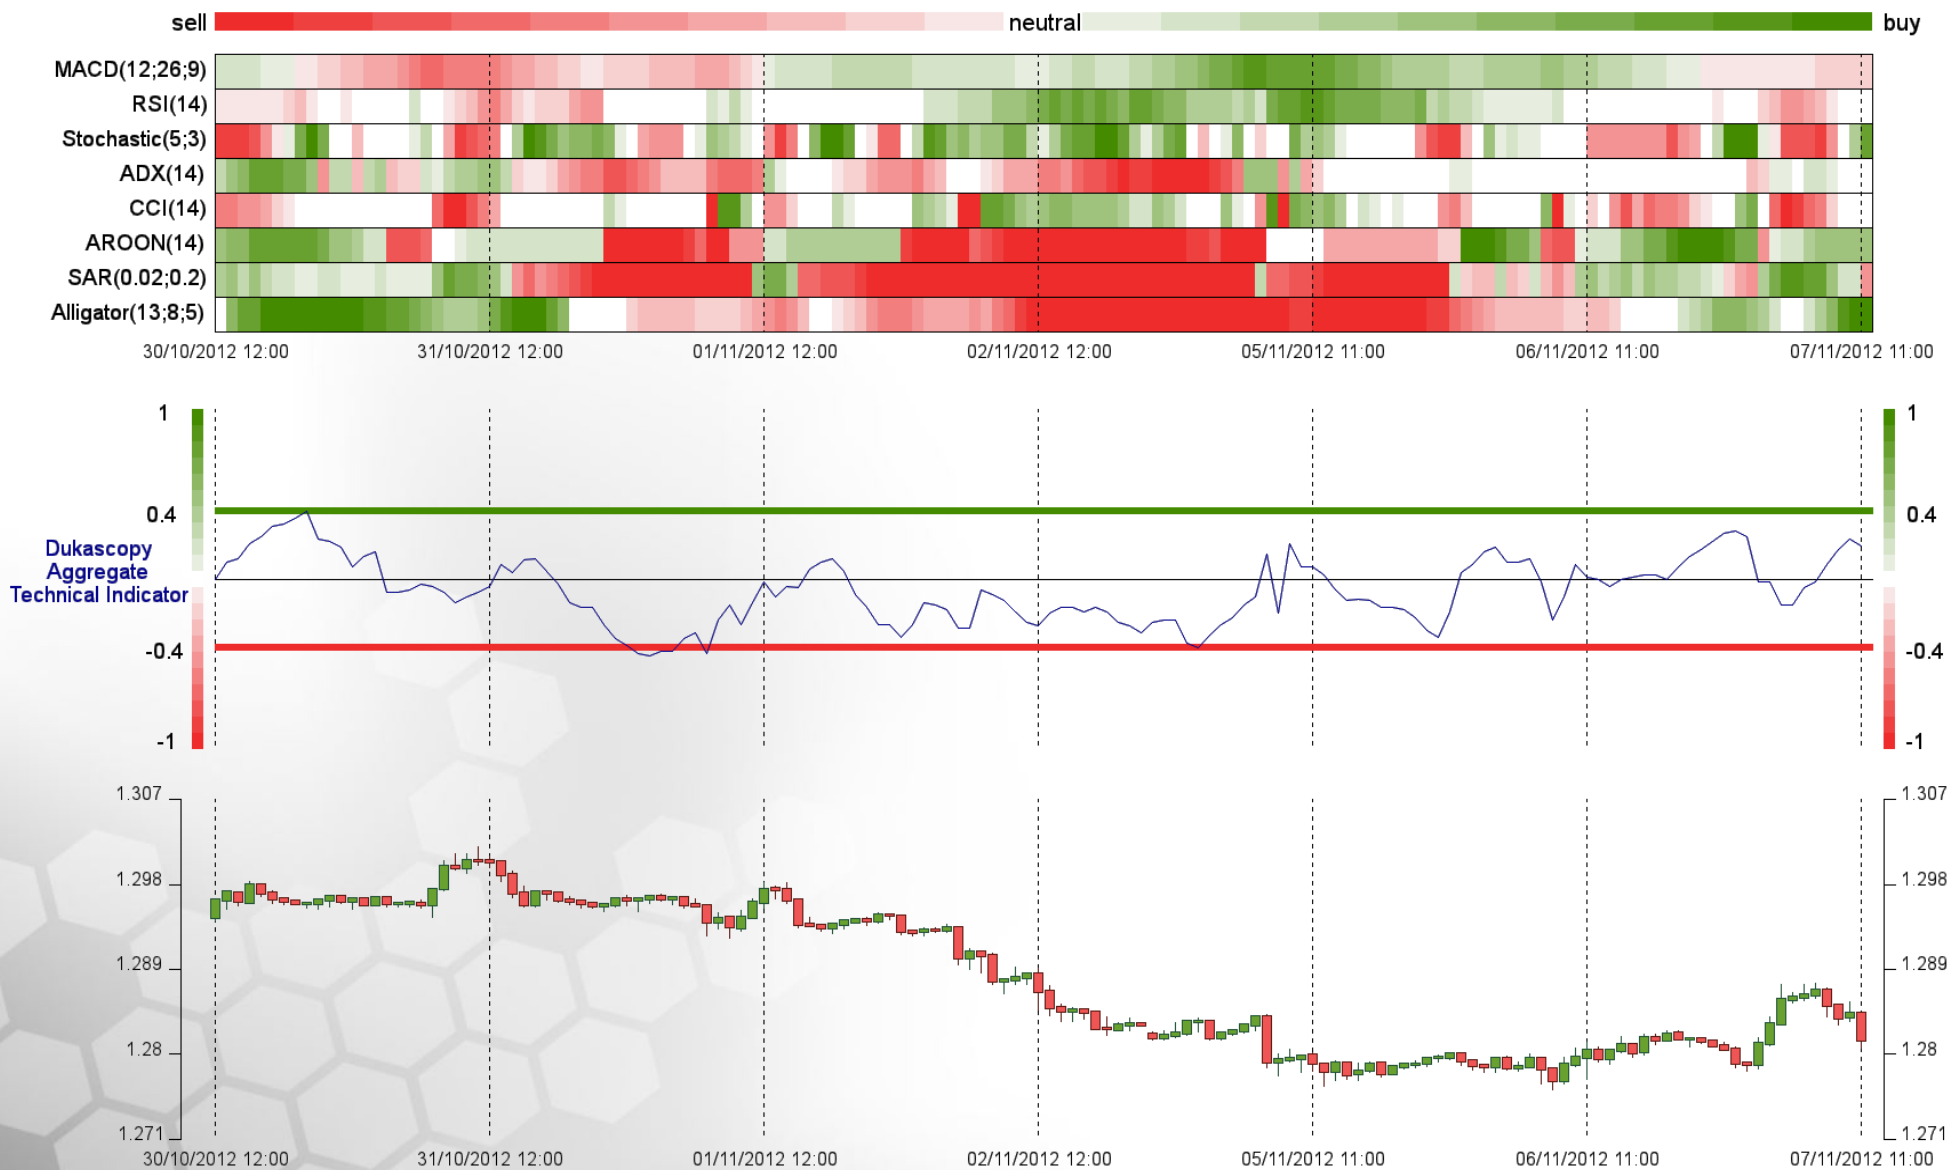 sell neutral buy
MACD(12;26;9)
RSI(14)
Stochastic(5;3)
ADX(14)
CCI(14)
AROON(14)
SAR(0.02;0.2)
Alligator(13;8;5)
30/10/2012 12:00 31/10/2012 12:00 01/11/2012 12:00 02/11/2012 12:00 05/11/2012 11:00 06/11/2012 11:00 07/11/2012 11:00
1 1
0.4 0.4
Dukascopy
Aggregate
Technical Indicator
-0.4 -0.4
-1 -1
1.307 1.307
1.298 1.298
1.289 1.289
1.28 1.28
1.271 1.271
30/10/2012 12:00 31/10/2012 12:00 01/11/2012 12:00 02/11/2012 12:00 05/11/2012 11:00 06/11/2012 11:00 07/11/2012 11:00